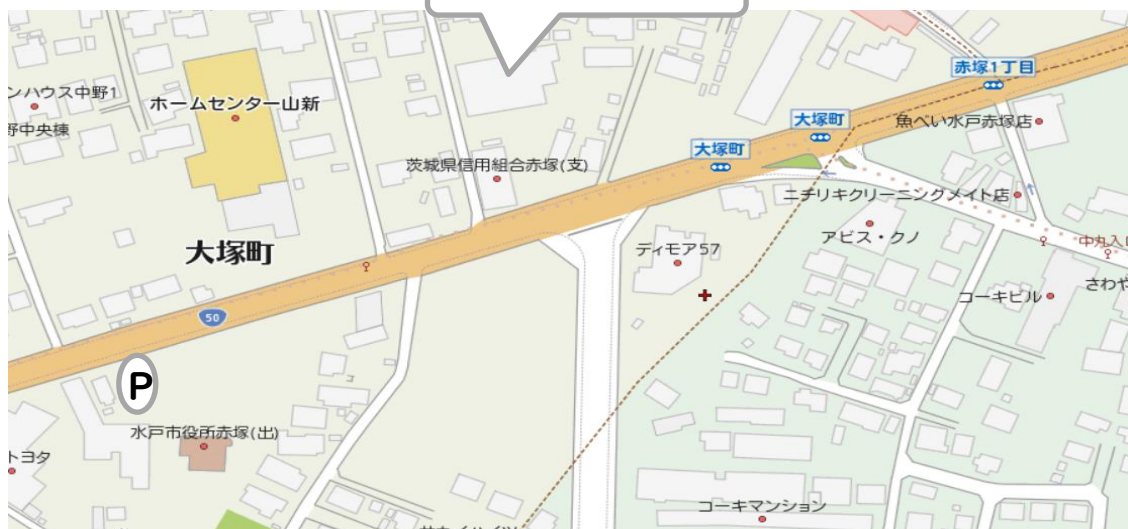 赤塚1丁目
ンハウス中野1
ホームセンター山新
大塚町
魚べい水戸赤塚店
野中央棟
大塚町
茨城県信用組合赤塚(支)
ニチリキクリーニングメイト店
アビス・クノ
大塚町
ディモア57
中丸入口
さわや
コーキビル
50
P
水戸市役所赤塚(出)
トヨタ
コーキマンション